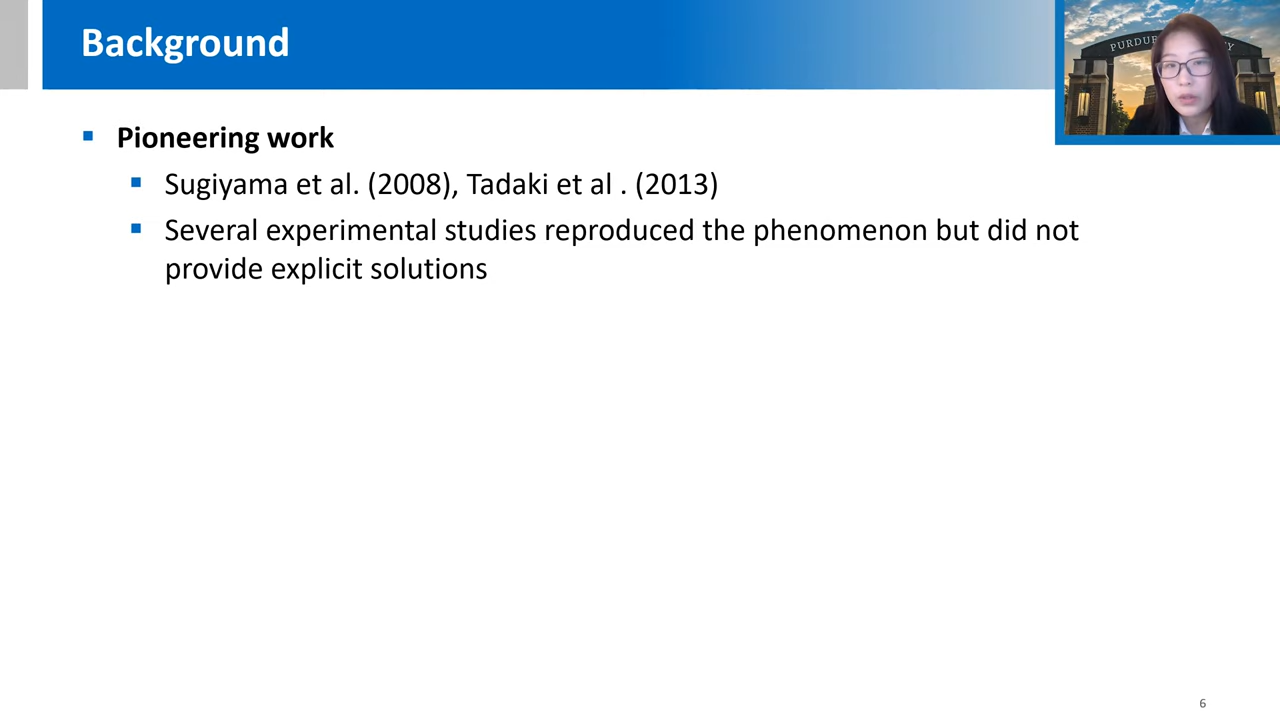 Background
Pioneering work
Sugiyama et al. (2008), Tadaki et al . (2013)
Several experimental studies reproduced the phenomenon but did not
provide explicit solutions
6